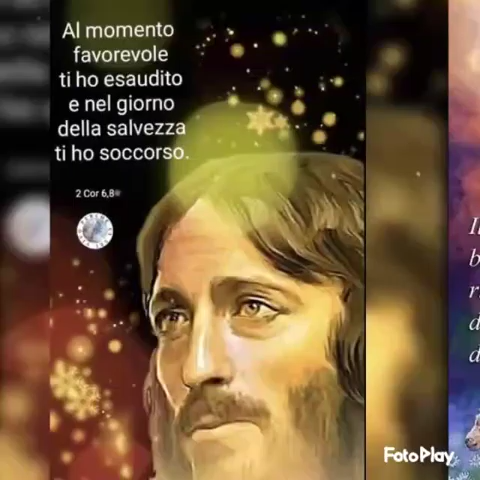 Al momento
favorevole
ti ho esaudito
e nel giorno
della salvezza
ti ho soccorso.
2 Cor 6,8
FotoPlay